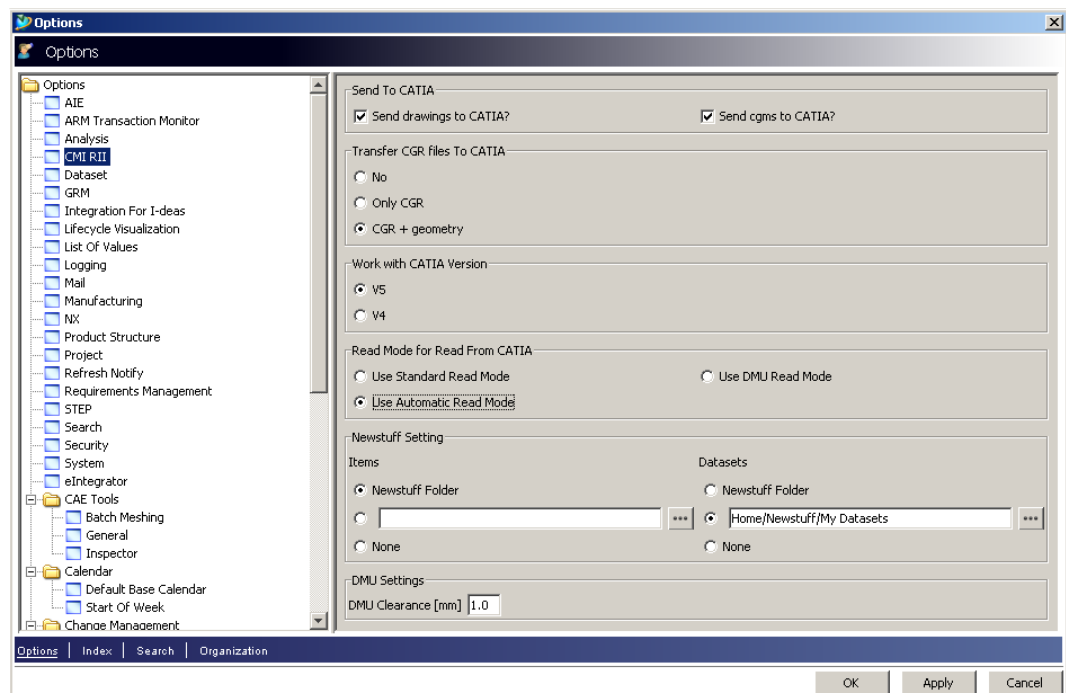 Options
Options
Options
AIE
ARM Transaction Monitor
Analysis
CMI RII
Dataset
GRM
Integration For I-deas
Lifecycle Visualization
List Of Values
Logging
Mail
Manufacturing
NX
Product Structure
Project
Refresh Notify
Requirements Management
STEP
Search
Security
System
eIntegrator
CAE Tools
Batch Meshing
General
Inspector
Calendar
Default Base Calendar
Start Of Week
Change Management
Send To CATIA
Send drawings to CATIA? Send cgms to CATIA?
Transfer CGR files To CATIA
No
Only CGR
CGR + geometry
Work with CATIA Version
V5
V4
Read Mode for Read From CATIA
Use Standard Read Mode Use DMU Read Mode
Use Automatic Read Mode
Newstuff Setting
Items Datasets
Newstuff Folder Newstuff Folder
... Home/Newstuff/My Datasets ...
None None
DMU Settings
DMU Clearance [mm] 1.0
Options | Index | Search | Organization
OK Apply Cancel